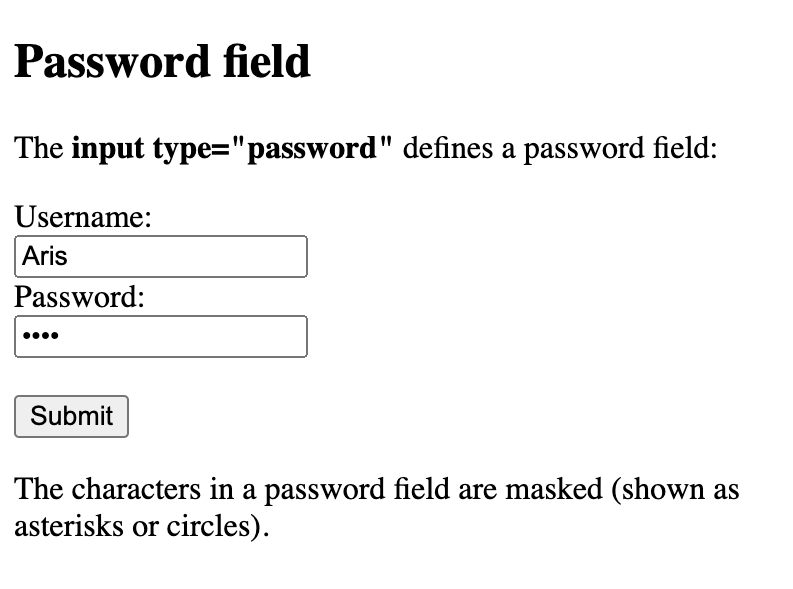 Password field
The input type="password" defines a password field:
Username:
Aris
Password:
••••
Submit
The characters in a password field are masked (shown as
asterisks or circles).